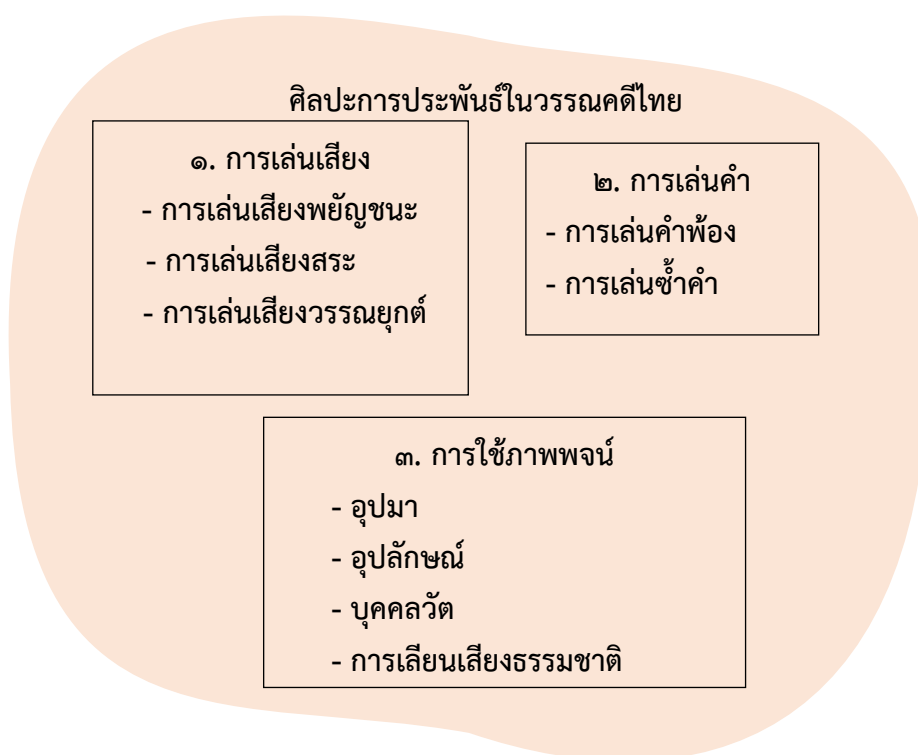 ศิลปะการประพันธ์ในวรรณคดีไทย
๑. การเล่นเสียง
- การเล่นเสียงพยัญชนะ
- การเล่นเสียงสระ
- การเล่นเสียงวรรณยุกต์
๒. การเล่นคำ
- การเล่นคำพ้อง
- การเล่นซ้ำคำ
๓. การใช้ภาพพจน์
- อุปมา
- อุปลักษณ์
- บุคคลวัต
- การเลียนเสียงธรรมชาติ